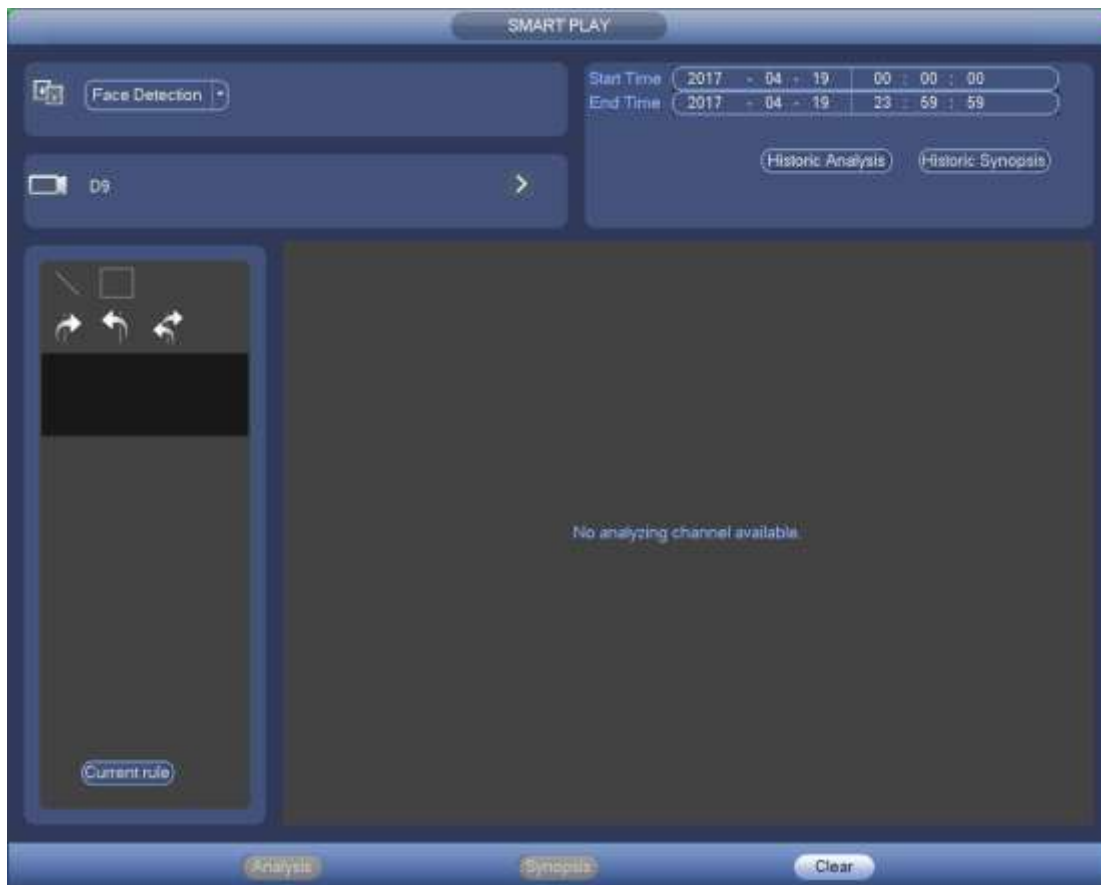 SMART PLAY
Face Detection
Start Time 2017 - 04 - 19 00 : 00 : 00
End Time 2017 - 04 - 19 23 : 59 : 59
Historic Analysis Historic Synopsis
D9
No analyzing channel available.
Current rule
Analysis Synopsis Clear